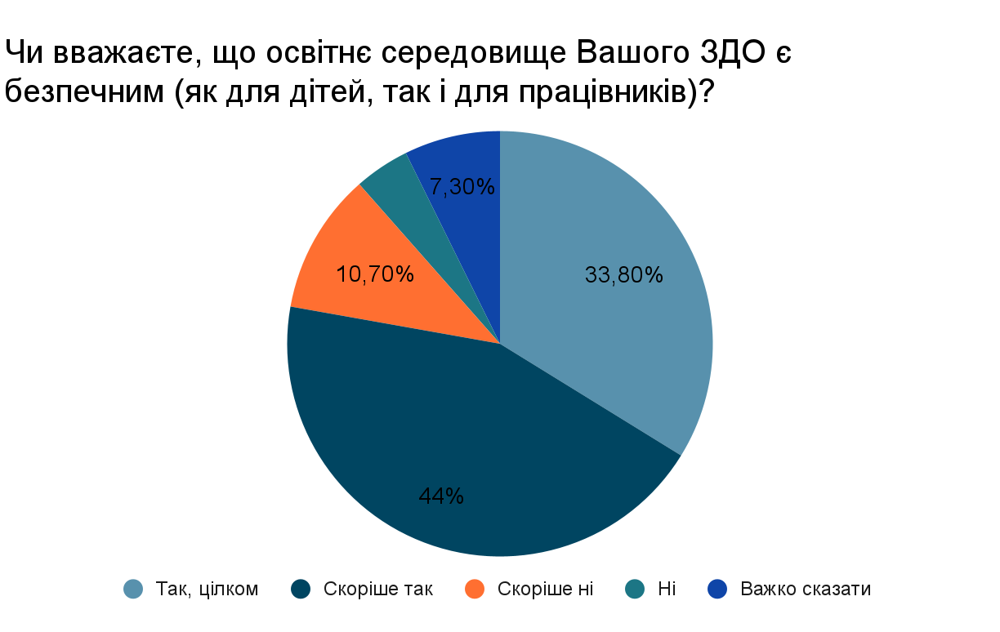 Чи вважаєте, що освітнє середовище Вашого ЗДО є
безпечним (як для дітей, так і для працівників)?
7,30%
10,70%
33,80%
44%
Так, цілком
Скоріше так
Скоріше ні
Ні
Важко сказати